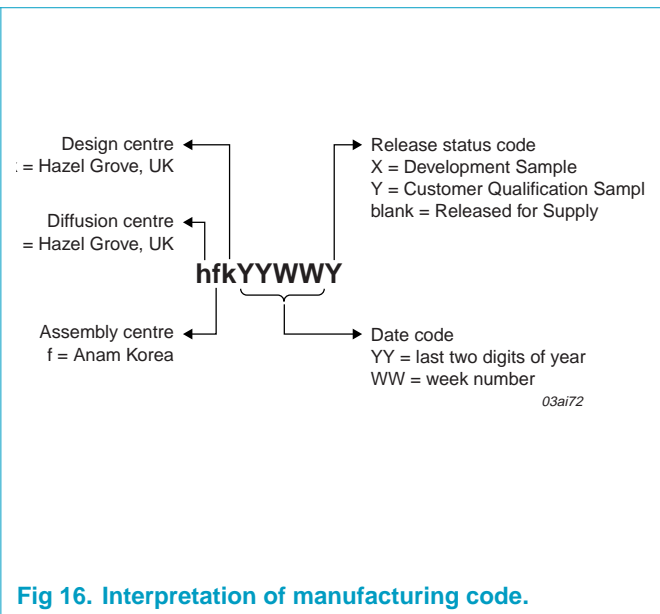 Design centre
: = Hazel Grove, UK
Diffusion centre
= Hazel Grove, UK
Assembly centre
f = Anam Korea
hfkYYWWY
Release status code
X = Development Sample
Y = Customer Qualification Sampl
blank = Released for Supply
Date code
YY = last two digits of year
WW = week number
03ai72
Fig 16. Interpretation of manufacturing code.